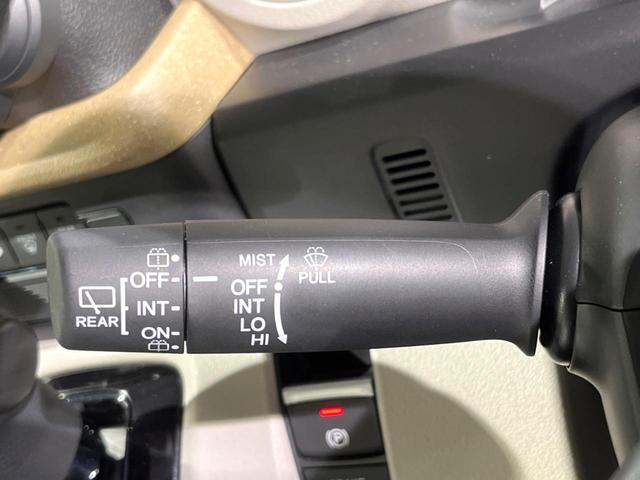 MIST
OFF
INT
LO
HI
PULL
OFF
INT
ON
REAR
P